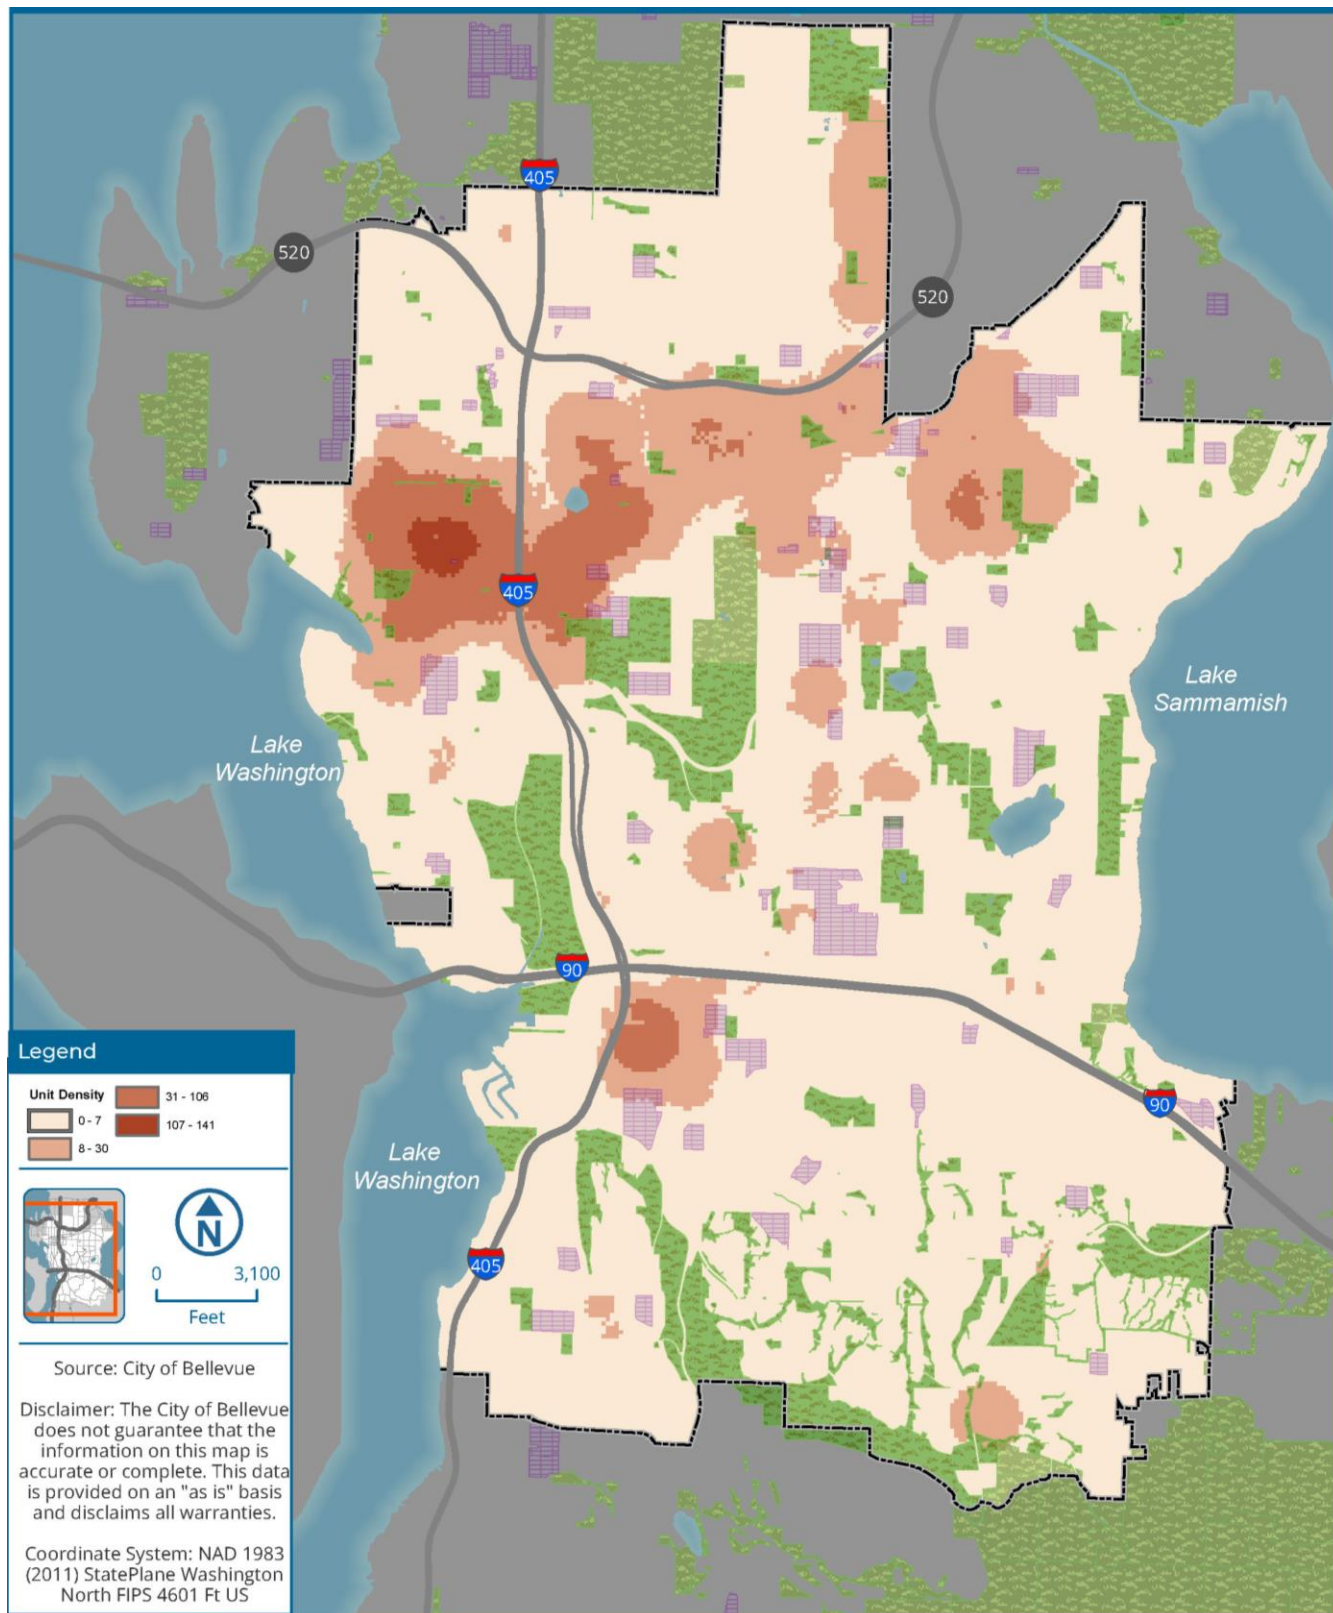 405
520
520
405
Lake
Sammamish
Lake
Washington
90
90
Lake
Washington
405
Legend
Unit Density
0 - 7
8 - 30
31 - 106
107 - 141
N
0 3,100
Feet
Source: City of Bellevue
Disclaimer: The City of Bellevue
does not guarantee that the
information on this map is
accurate or complete. This data
is provided on an "as is" basis
and disclaims all warranties.
Coordinate System: NAD 1983
(2011) StatePlane Washington
North FIPS 4601 Ft US